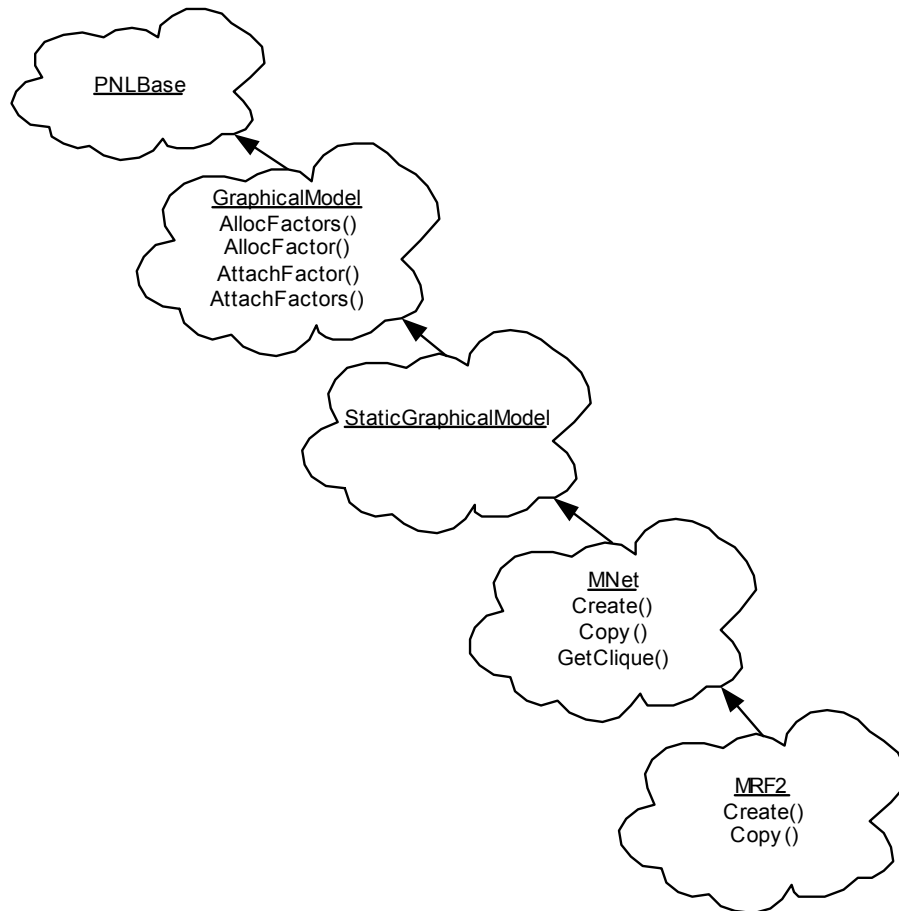 PNLBase
GraphicalModel
AllocFactors()
AllocFactor()
AttachFactor()
AttachFactors()
StaticGraphicalModel
MNet
Create()
Copy()
GetClique()
MRF2
Create()
Copy()